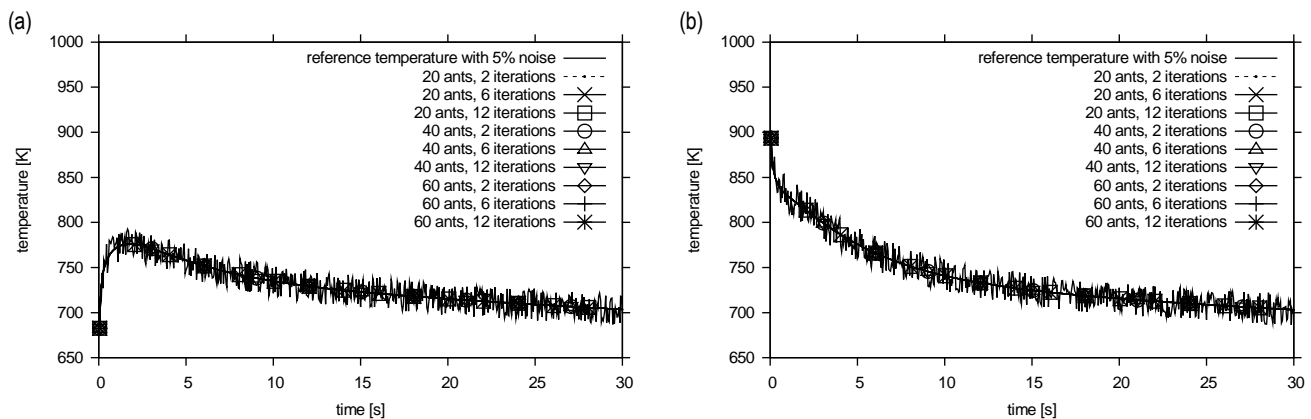 (a)
1000
950
900
850
800
750
700
650
temperature [K]
reference temperature with 5% noise
20 ants, 2 iterations
20 ants, 6 iterations
20 ants, 12 iterations
40 ants, 2 iterations
40 ants, 6 iterations
40 ants, 12 iterations
60 ants, 2 iterations
60 ants, 6 iterations
60 ants, 12 iterations
0 5 10 15 20 25 30
time [s]
(b)
1000
950
900
850
800
750
700
650
temperature [K]
reference temperature with 5% noise
20 ants, 2 iterations
20 ants, 6 iterations
20 ants, 12 iterations
40 ants, 2 iterations
40 ants, 6 iterations
40 ants, 12 iterations
60 ants, 2 iterations
60 ants, 6 iterations
60 ants, 12 iterations
0 5 10 15 20 25 30
time [s]